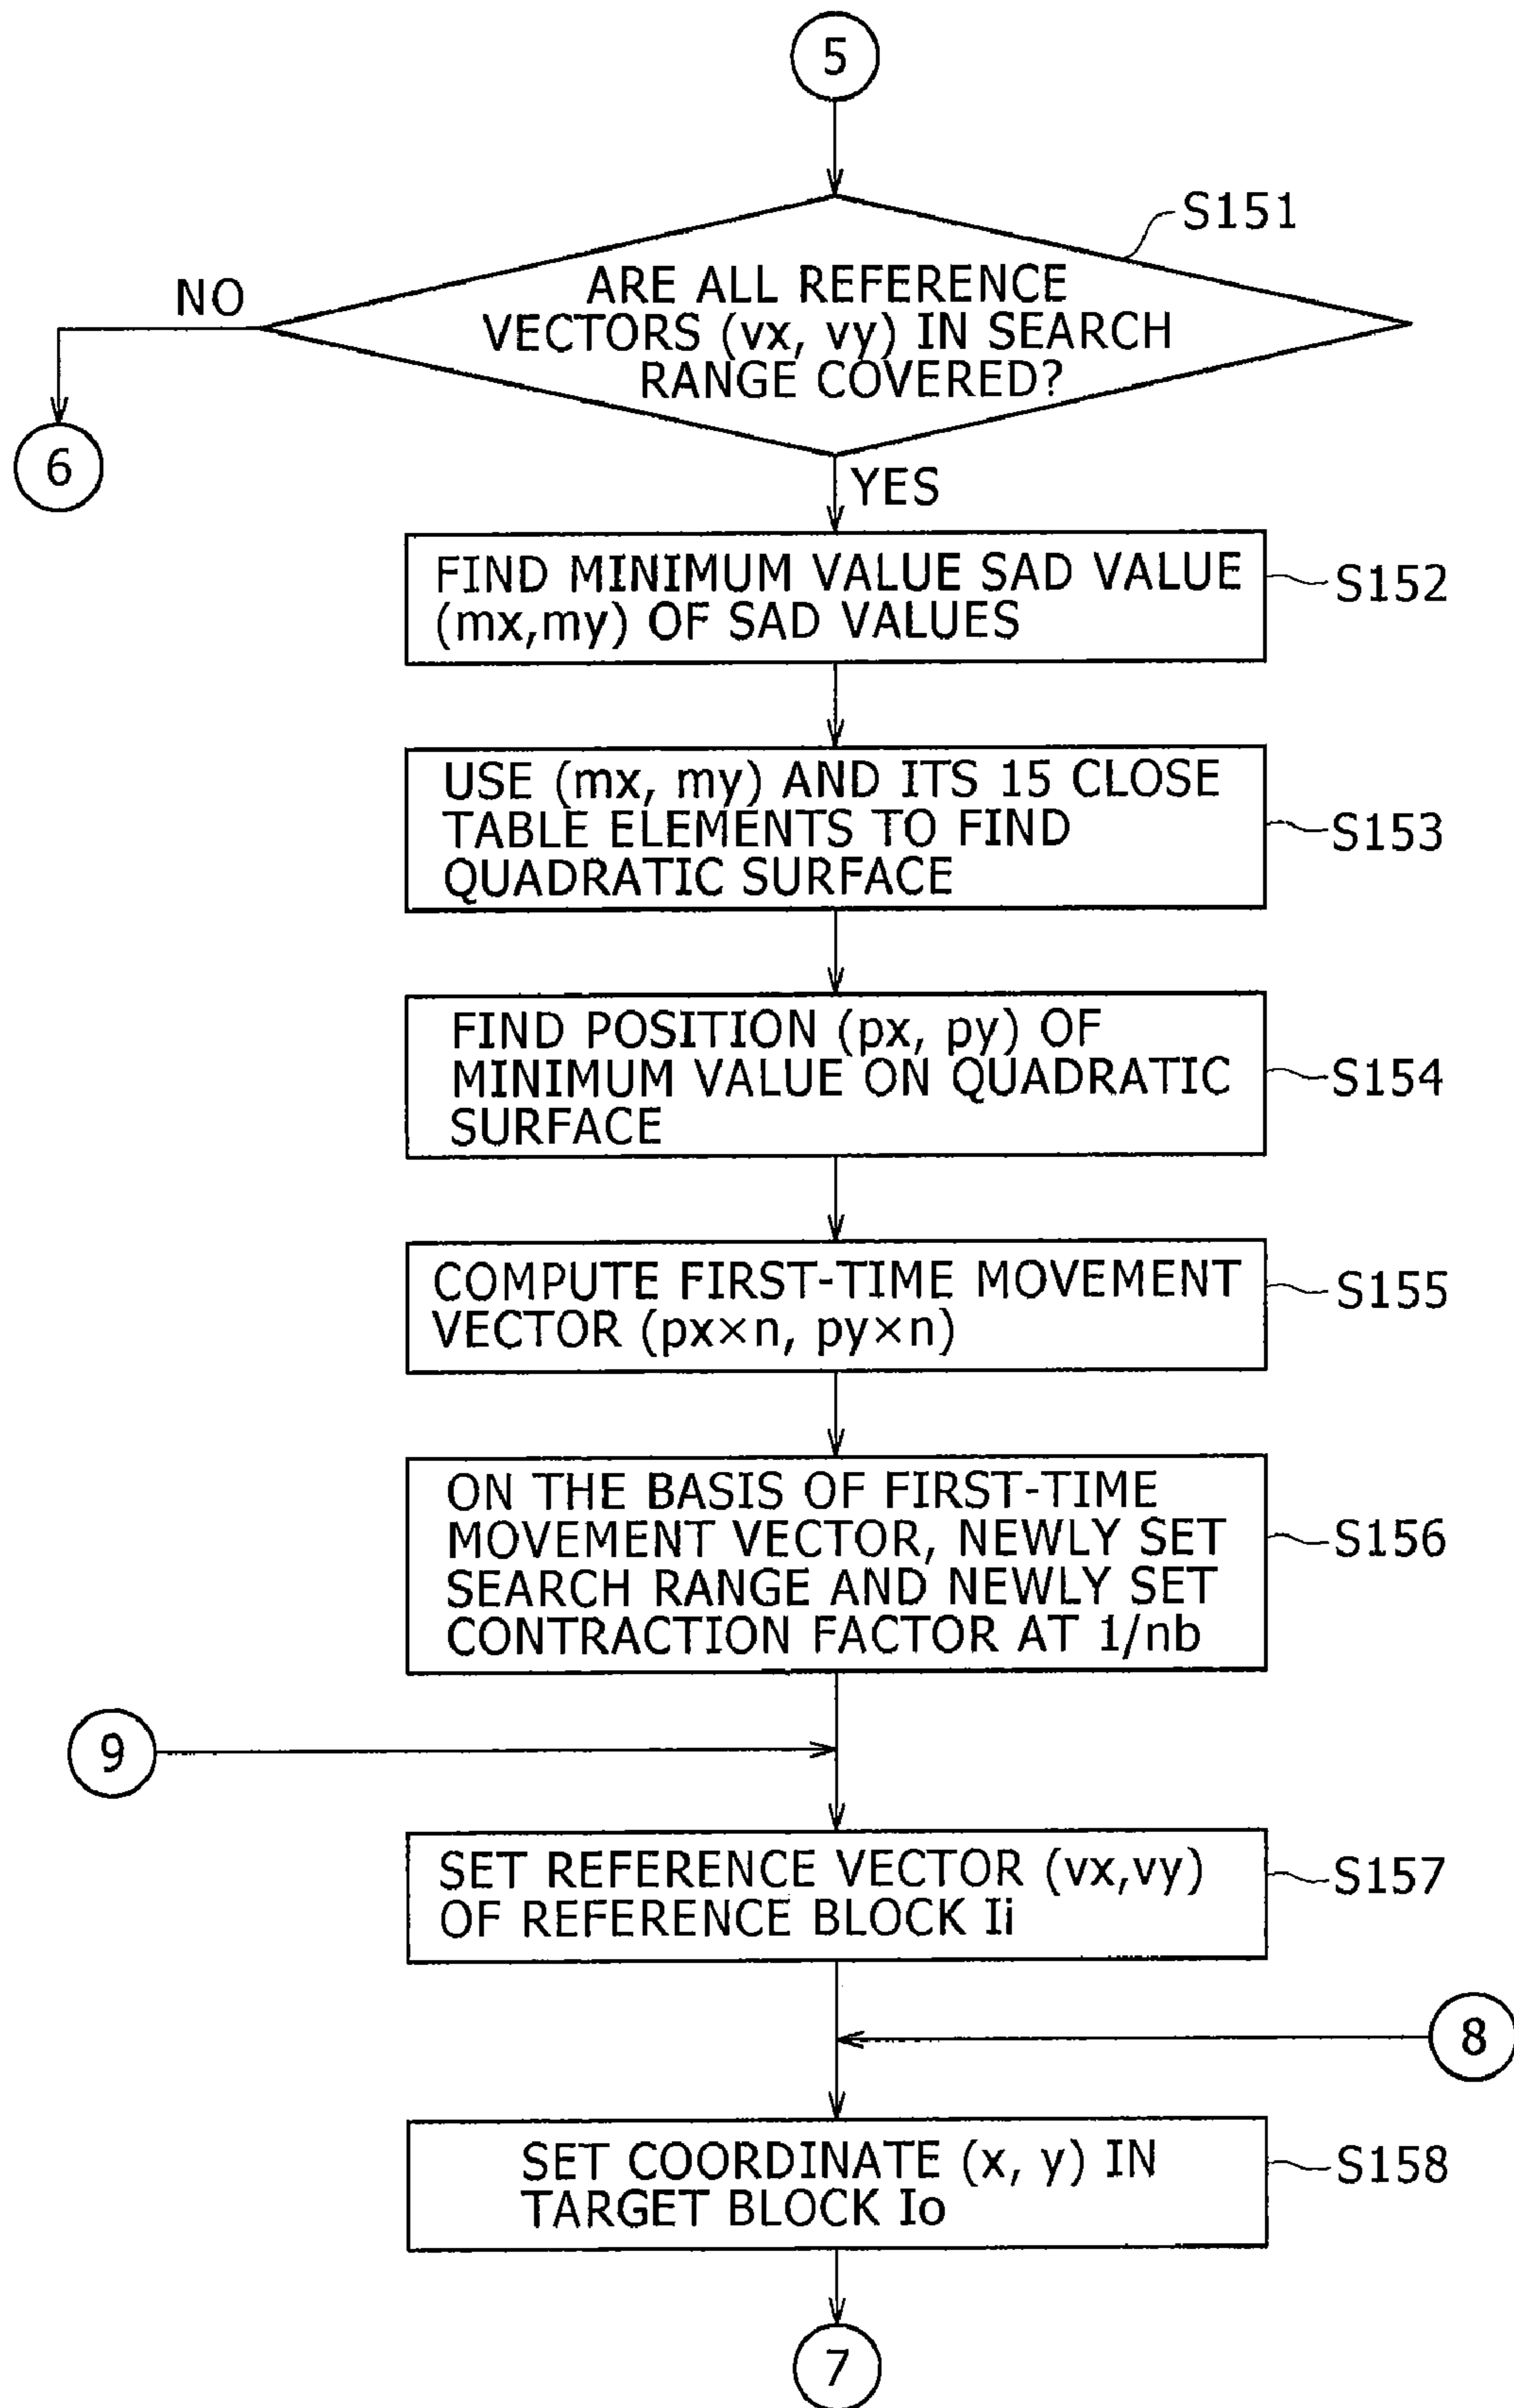 5
S151
ARE ALL REFERENCE
VECTORS (vx, vy) IN SEARCH
RANGE COVERED?
NO
6
YES
FIND MINIMUM VALUE SAD VALUE
(mx,my) OF SAD VALUES
S152
USE (mx, my) AND ITS 15 CLOSE
TABLE ELEMENTS TO FIND
QUADRATIC SURFACE
S153
FIND POSITION (px, py) OF
MINIMUM VALUE ON QUADRATIC
SURFACE
S154
COMPUTE FIRST-TIME MOVEMENT
VECTOR (px×n, py×n)
S155
ON THE BASIS OF FIRST-TIME
MOVEMENT VECTOR, NEWLY SET
SEARCH RANGE AND NEWLY SET
CONTRACTION FACTOR AT 1/nb
S156
9
SET REFERENCE VECTOR (vx,vy)
OF REFERENCE BLOCK Ii
S157
8
SET COORDINATE (x, y) IN
TARGET BLOCK Io
S158
7